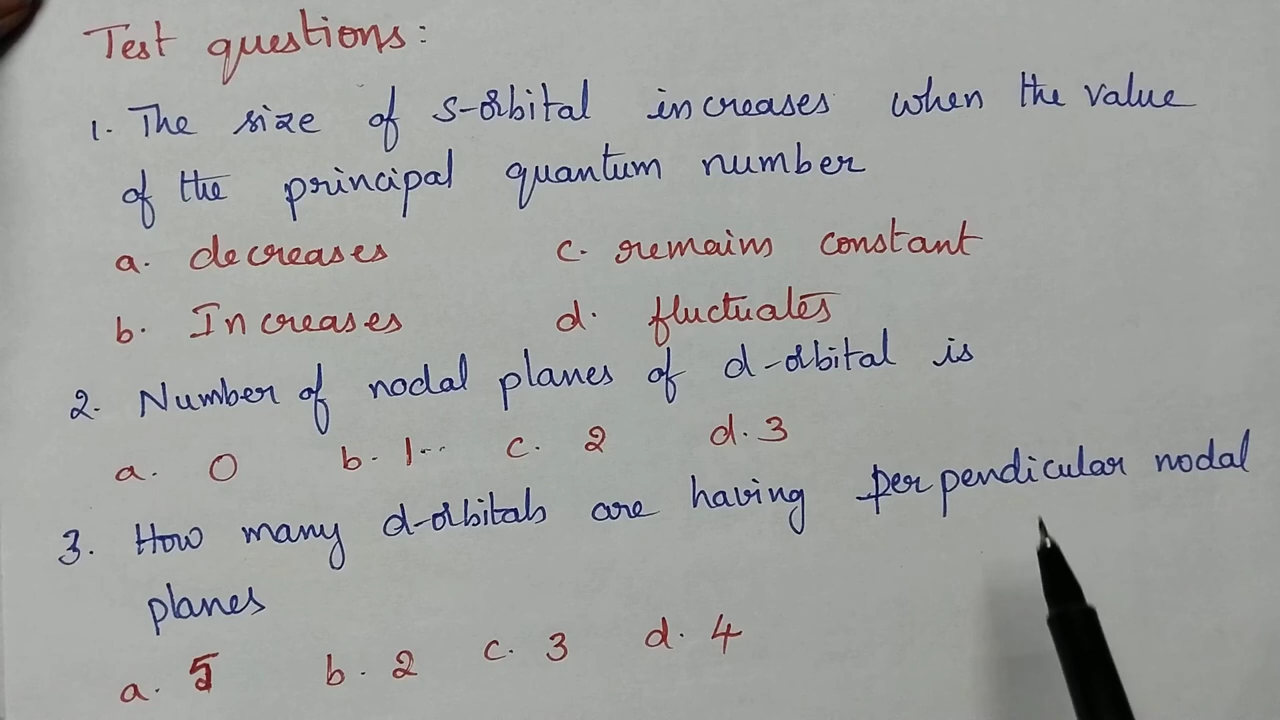 Test questions:
1. The size of s-orbital increases when the value
of the principal quantum number
a. decreases c. remains constant
b. Increases d. fluctuates
2. Number of nodal planes of d-orbital is
a. 0 b. 1.. c. 2 d. 3
3. How many d-orbitals are having perpendicular nodal
planes
a. 5 b. 2 c. 3 d. 4